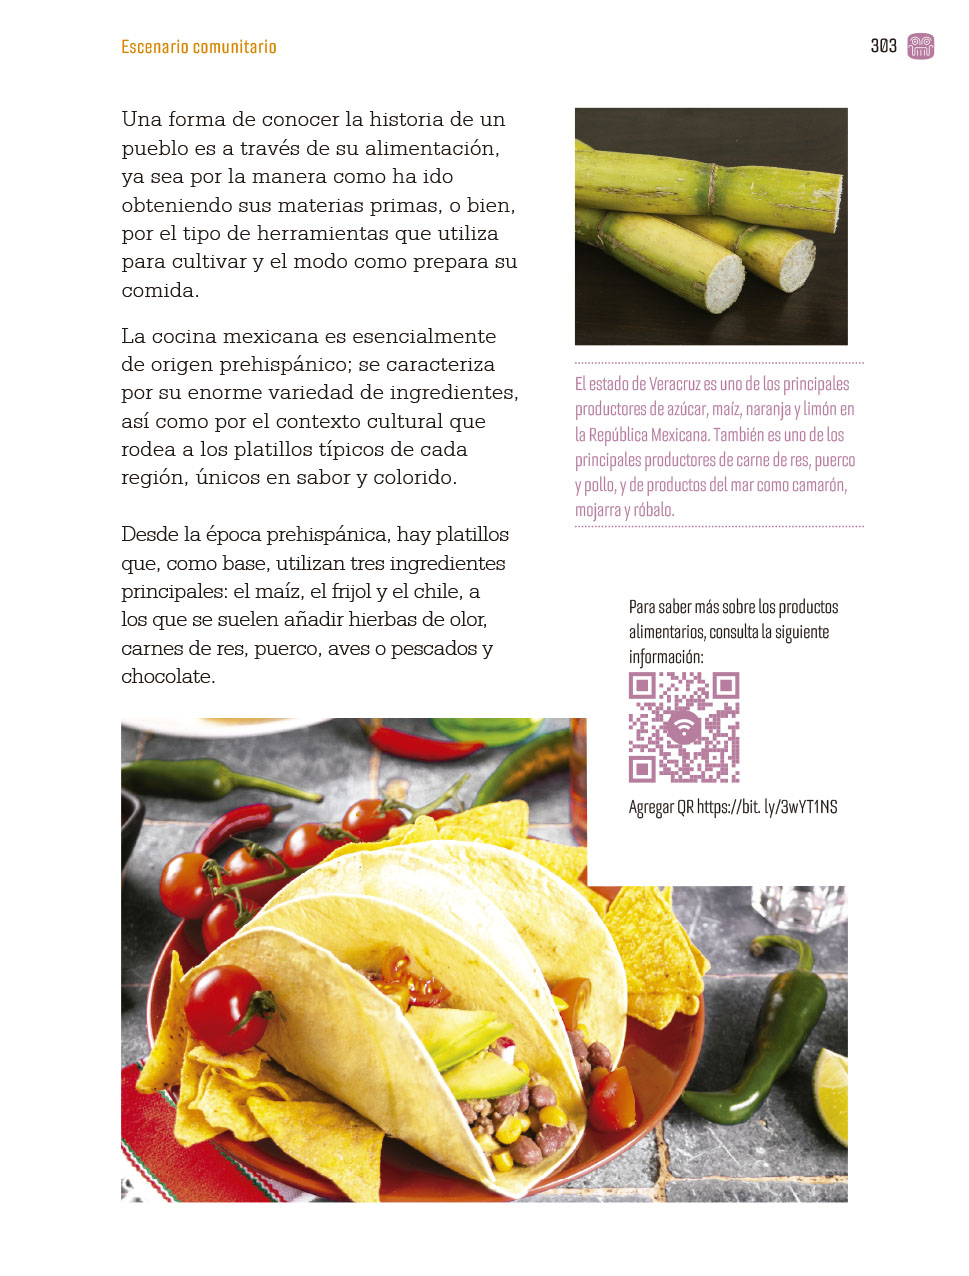 Escenario comunitario
303
Una forma de conocer la historia de un
pueblo es a través de su alimentación,
ya sea por la manera como ha ido
obteniendo sus materias primas, o bien,
por el tipo de herramientas que utiliza
para cultivar y el modo como prepara su
comida.
La cocina mexicana es esencialmente
de origen prehispánico; se caracteriza
por su enorme variedad de ingredientes,
así como por el contexto cultural que
rodea a los platillos típicos de cada
región, únicos en sabor y colorido.
Desde la época prehispánica, hay platillos
que, como base, utilizan tres ingredientes
principales: el maíz, el frijol y el chile, a
los que se suelen añadir hierbas de olor,
carnes de res, puerco, aves o pescados y
chocolate.
El estado de Veracruz es uno de los principales
productores de azúcar, maíz, naranja y limón en
la República Mexicana. También es uno de los
principales productores de carne de res, puerco
y pollo, y de productos del mar como camarón,
mojarra y róbalo.
Para saber más sobre los productos
alimentarios, consulta la siguiente
información:
Agregar QR https://bit. ly/3wYT1NS